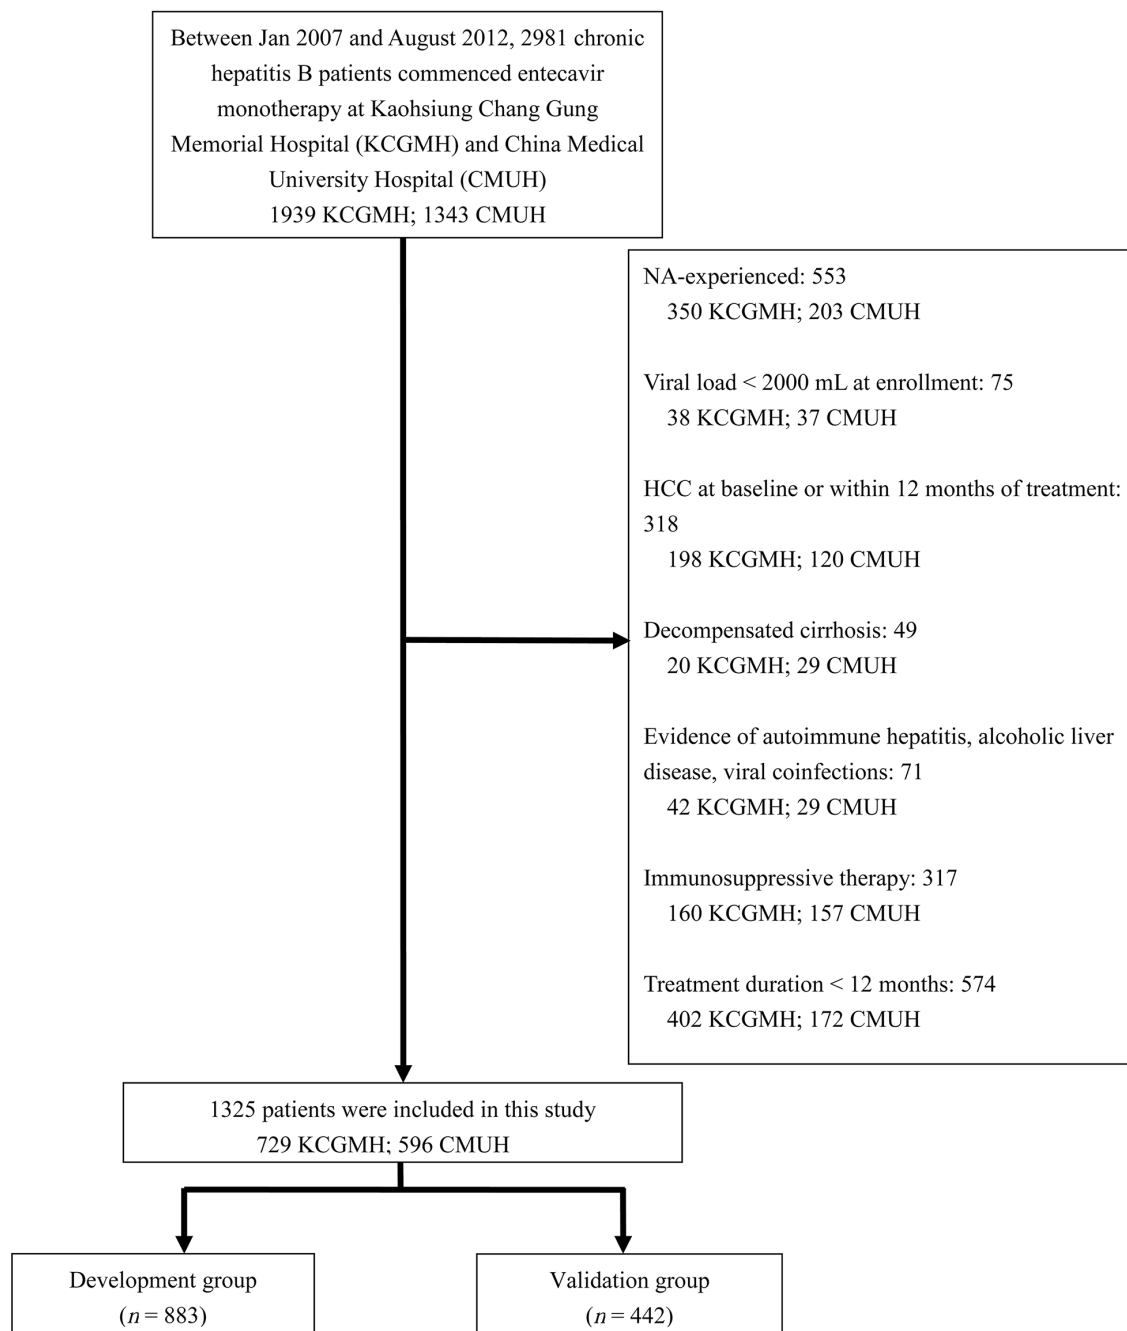 Between Jan 2007 and August 2012, 2981 chronic
hepatitis B patients commenced entecavir
monotherapy at Kaohsiung Chang Gung
Memorial Hospital (KCGMH) and China Medical
University Hospital (CMUH)
1939 KCGMH; 1343 CMUH
NA-experienced: 553
350 KCGMH; 203 CMUH
Viral load < 2000 mL at enrollment: 75
38 KCGMH; 37 CMUH
HCC at baseline or within 12 months of treatment:
318
198 KCGMH; 120 CMUH
Decompensated cirrhosis: 49
20 KCGMH; 29 CMUH
Evidence of autoimmune hepatitis, alcoholic liver
disease, viral coinfections: 71
42 KCGMH; 29 CMUH
Immunosuppressive therapy: 317
160 KCGMH; 157 CMUH
Treatment duration < 12 months: 574
402 KCGMH; 172 CMUH
1325 patients were included in this study
729 KCGMH; 596 CMUH
Development group
(n = 883)
Validation group
(n = 442)